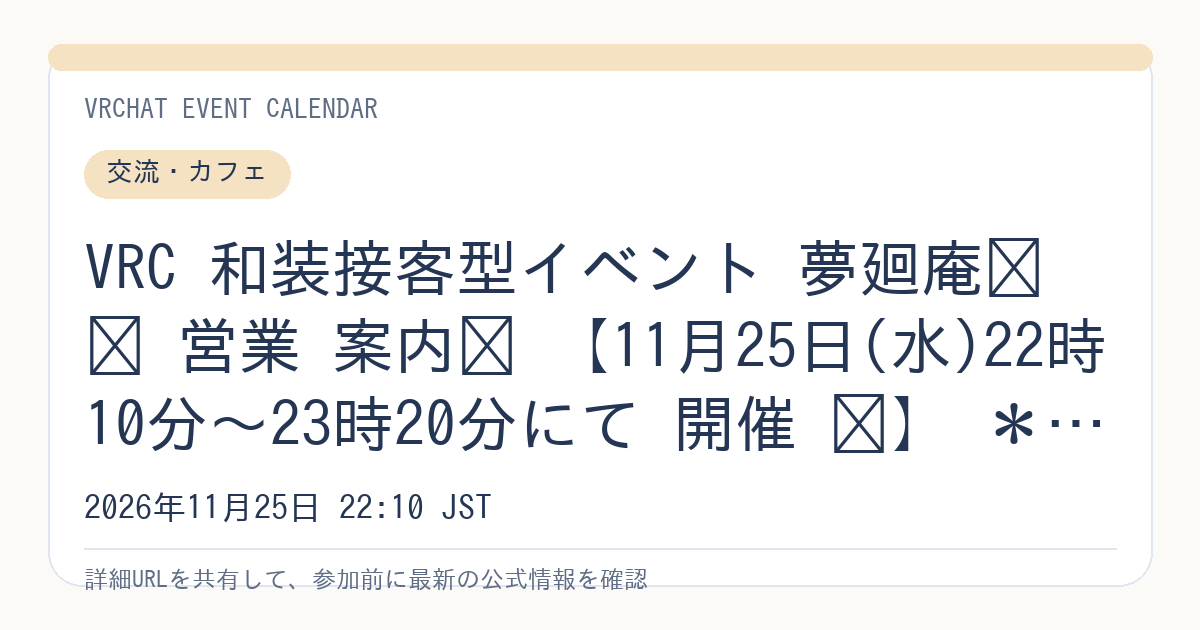 VRCHAT EVENT CALENDAR
交流・カフェ
VRC 和装接客型イベント 夢廻庵
営業 案内 【11月25日(水)22時
10分～23時20分にて 開催 】 ＊…
2026年11月25日 22:10 JST
詳細URLを共有して、参加前に最新の公式情報を確認